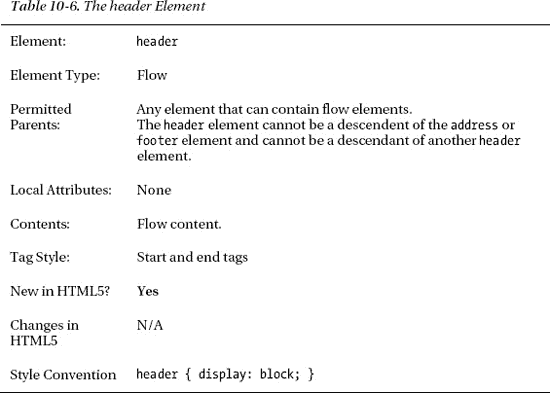 Table 10-6. The header Element
Element: header
Element Type: Flow
Permitted Parents: Any element that can contain flow elements.
The header element cannot be a descendent of the address or
footer element and cannot be a descendant of another header
element.
Local Attributes: None
Contents: Flow content.
Tag Style: Start and end tags
New in HTML5? Yes
Changes in HTML5 N/A
Style Convention header { display: block; }